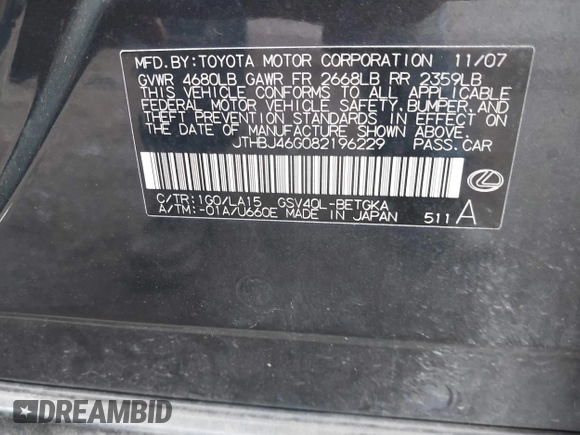 MFD. BY: TOYOTA MOTOR CORPORATION 11/07
GVWR 4680LB GAWR FR 2668LB RR 2359LB
THIS VEHICLE CONFORMS TO ALL APPLICABLE
FEDERAL MOTOR VEHICLE SAFETY, BUMPER, AND
THEFT PREVENTION STANDARDS IN EFFECT ON
THE DATE OF MANUFACTURE SHOWN ABOVE.
JTHBJ46G082196229 PASS. CAR
C/TR: 1G0/LA15 GSV40L-BETGKA
A/TM: -01A/U660E MADE IN JAPAN 511 A
DREAMBID